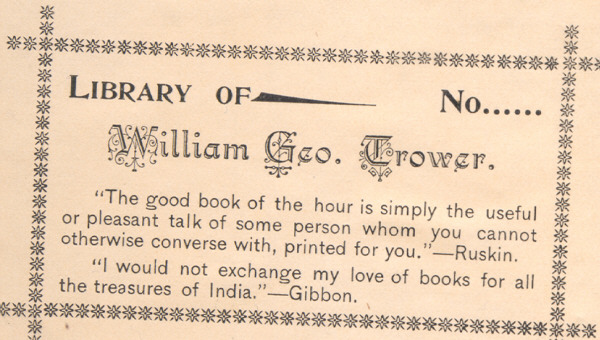 LIBRARY OF No......
William Geo. Trower.
"The good book of the hour is simply the useful
or pleasant talk of some person whom you cannot
otherwise converse with, printed for you."—Ruskin.
"I would not exchange my love of books for all
the treasures of India."—Gibbon.